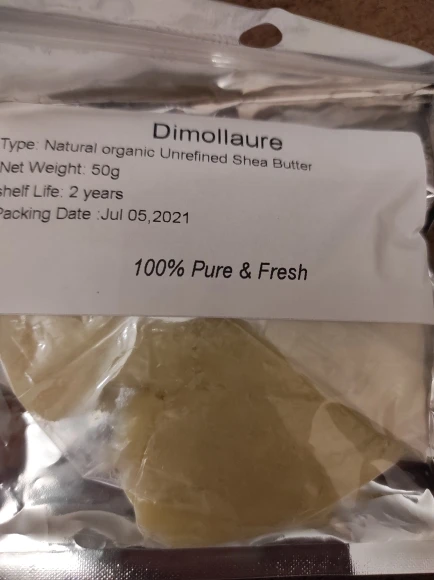 Dimollaure
Type: Natural organic Unrefined Shea Butter
Net Weight: 50g
shelf Life: 2 years
Packing Date :Jul 05,2021
100% Pure & Fresh